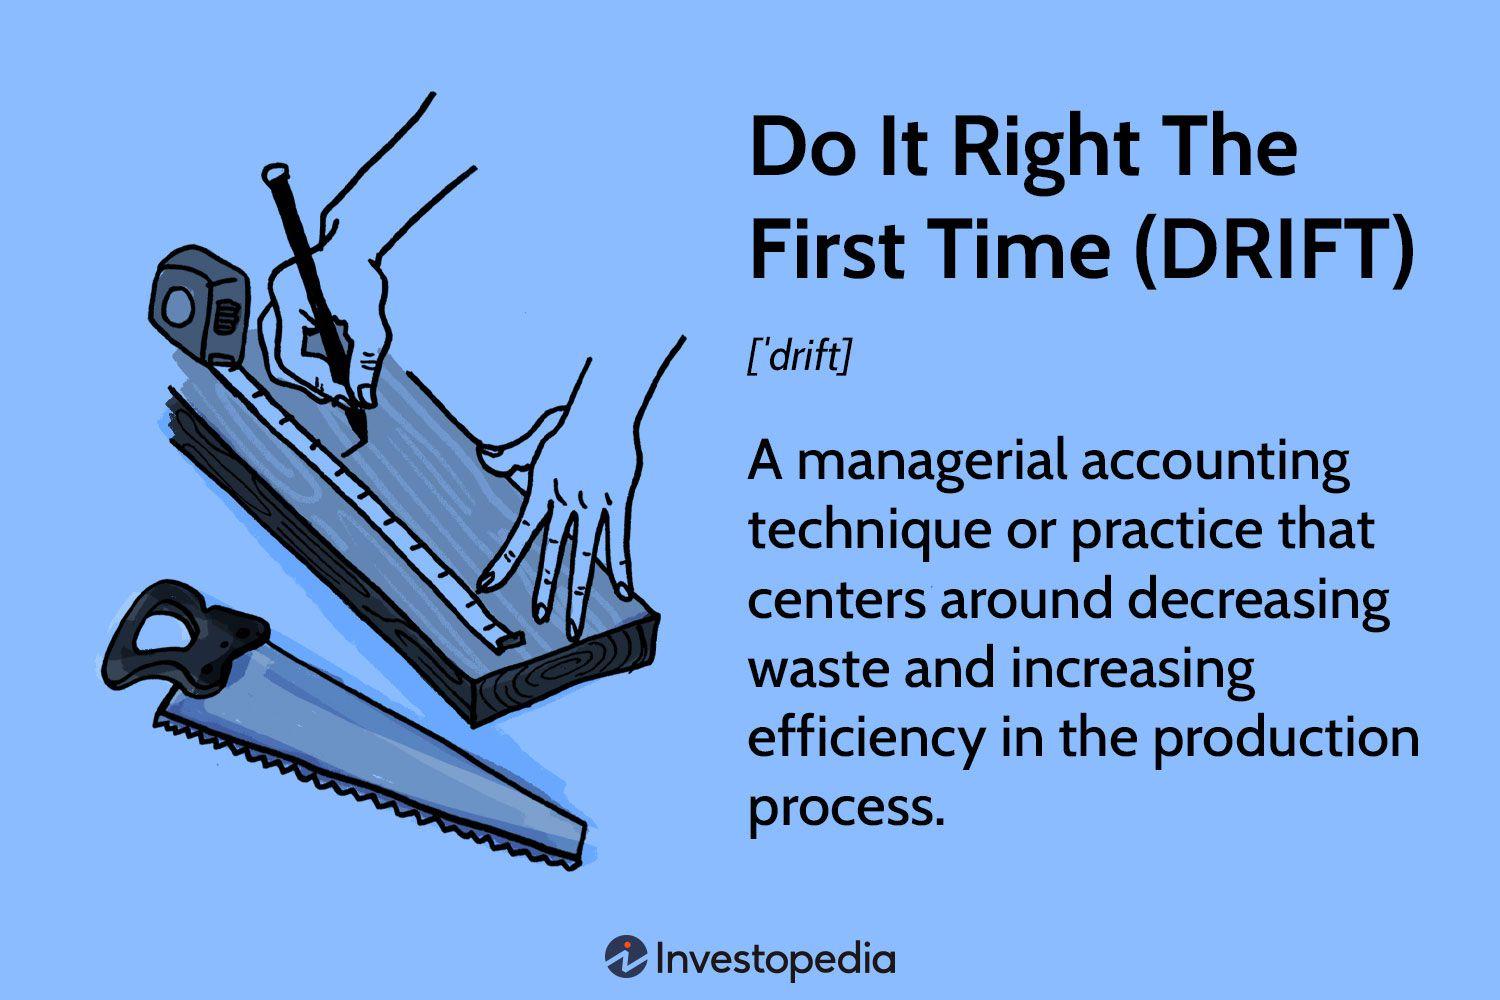 Do It Right The
First Time (DRIFT)
[ˈdrift]
A managerial accounting
technique or practice that
centers around decreasing
waste and increasing
efficiency in the production
process.
Investopedia